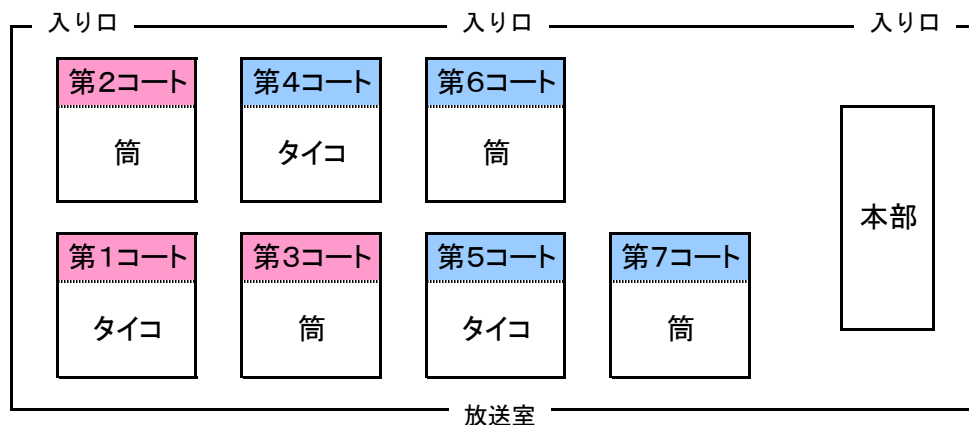 入り口 入り口 入り口
第2コート 第4コート 第6コート
筒 タイコ 筒
本部
第1コート 第3コート 第5コート 第7コート
タイコ 筒 タイコ 筒
放送室